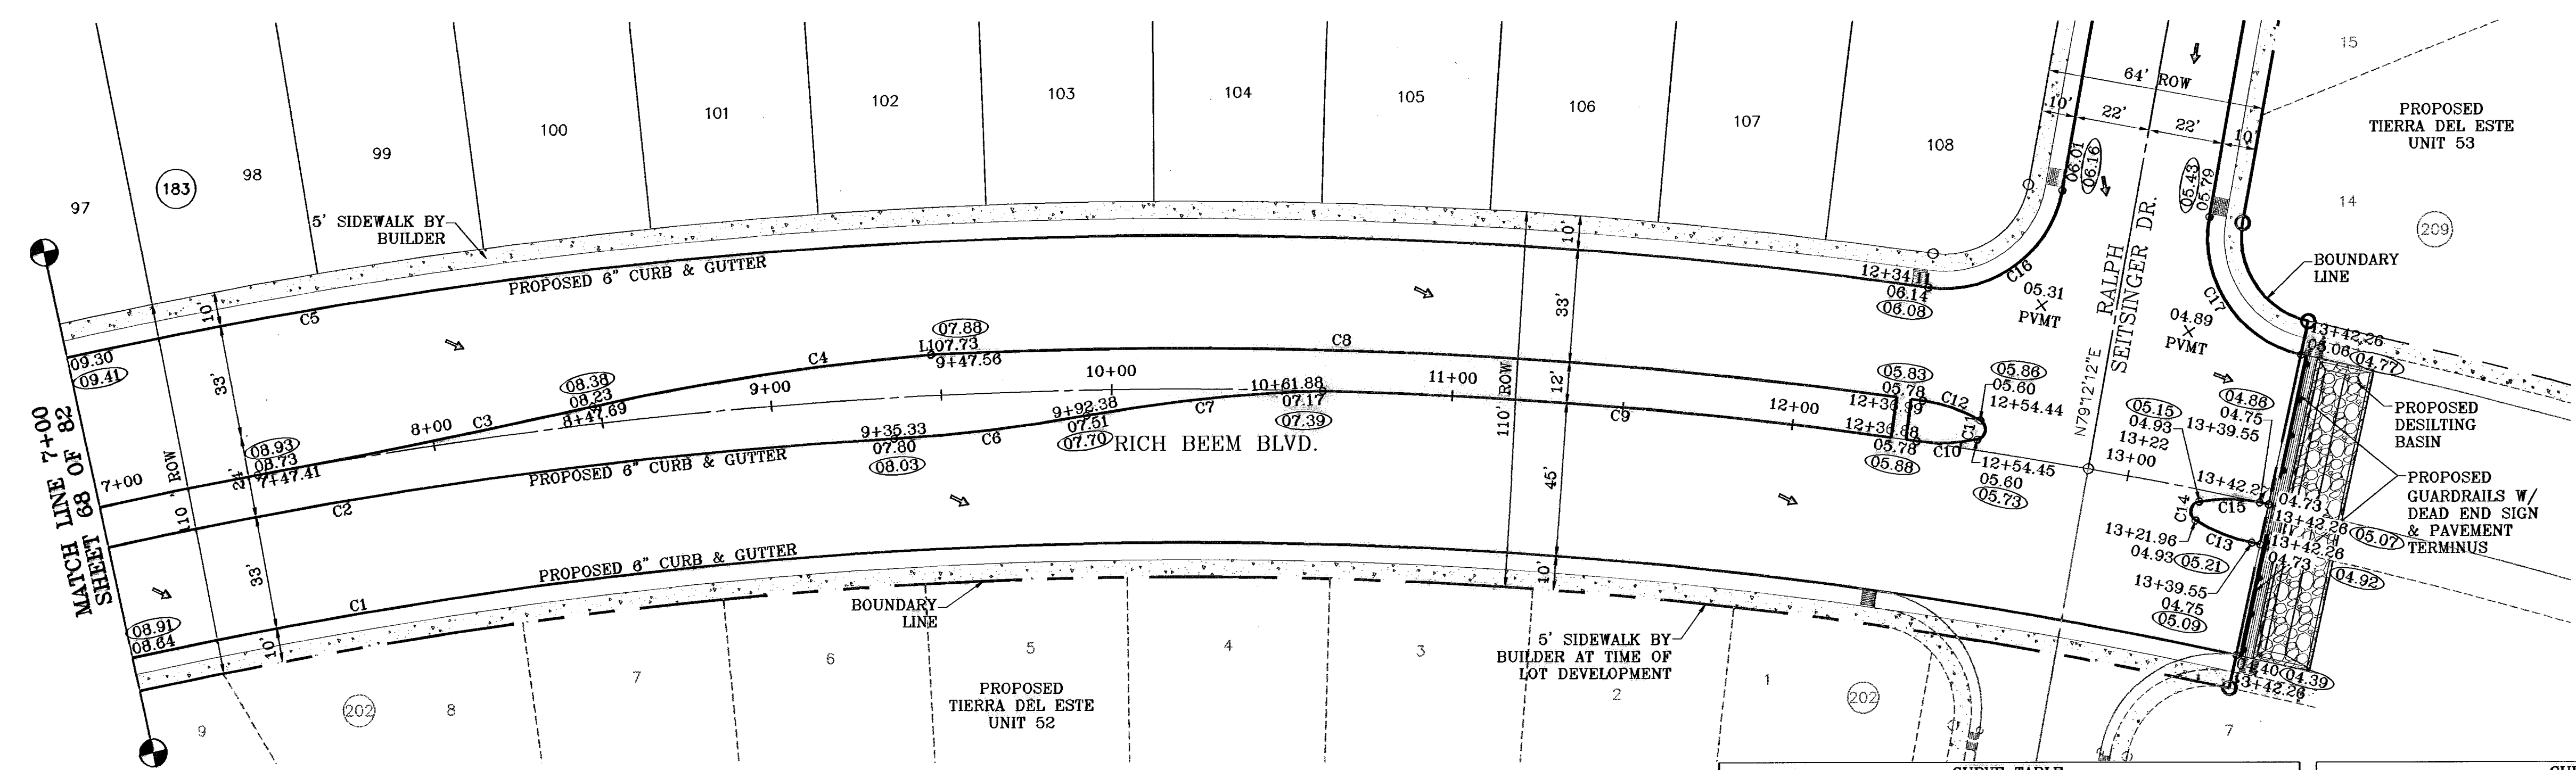 97
183
98
99
100
101
102
103
104
105
106
107
108
15
14
209
64' ROW
10'
22'
22'
10'
PROPOSED
TIERRA DEL ESTE
UNIT 53
5' SIDEWALK BY
BUILDER
PROPOSED 6" CURB & GUTTER
C5
10'
33'
24'
33'
10'
110' ROW
09.30
09.41
MATCH LINE 7+00
SHEET 68 OF 82
7+00
08.91
08.64
08.93
08.73
7+47.41
8+00
C3
08.38
08.23
8+47.69
9+00
C4
07.88
L107.73
9+47.56
10+00
C8
10+61.88
07.17
07.39
11+00
9+35.33
07.80
08.03
C6
9+92.38
07.51
07.70
C7
RICH BEEM BLVD.
C2
PROPOSED 6" CURB & GUTTER
C1
PROPOSED 6" CURB & GUTTER
110' ROW
10'
33'
12'
45'
10'
C9
12+00
12+34.11
06.14
06.08
05.83
05.78
12+36.99
12+36.88
05.78
05.88
C12
C11
C10
05.86
05.60
12+54.44
12+54.45
05.60
05.73
06.01
06.16
C16
05.31
PVMT
04.89
PVMT
05.43
05.79
C17
RALPH
SEITSINGER DR.
N79°12'12"E
BOUNDARY
LINE
13+42.26
05.06
04.77
04.86
04.75
13+39.55
05.15
04.93
13+22
13+00
13+42.27
C15
C14
C13
04.73
13+42.26
05.07
13+21.96
04.93
05.21
13+42.26
04.73
04.92
13+39.55
04.75
05.09
04.40
04.39
13+42.26
PROPOSED
DESILTING
BASIN
PROPOSED
GUARDRAILS W/
DEAD END SIGN
& PAVEMENT
TERMINUS
BOUNDARY
LINE
5' SIDEWALK BY
BUILDER AT TIME OF
LOT DEVELOPMENT
9
202
8
7
6
5
4
3
2
1
202
7
PROPOSED
TIERRA DEL ESTE
UNIT 52
CURVE TABLE